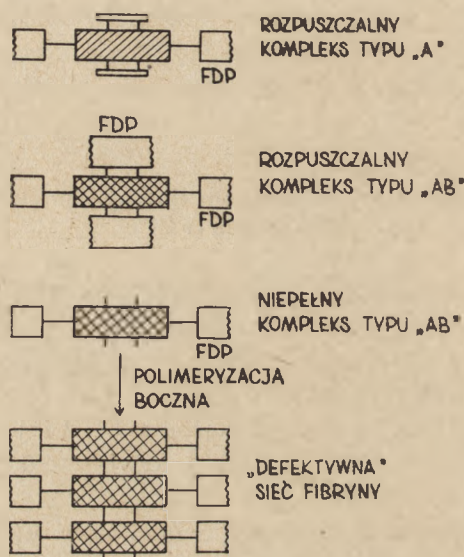 ROZPUSZCZALNY
KOMPLEKS TYPU „A"
FDP
FDP
ROZPUSZCZALNY
KOMPLEKS TYPU „AB"
FDP
NIEPEŁNY
KOMPLEKS TYPU „AB"
FDP
POLIMERYZACJA
BOCZNA
„DEFEKTYWNA"
SIEĆ FIBRYNY